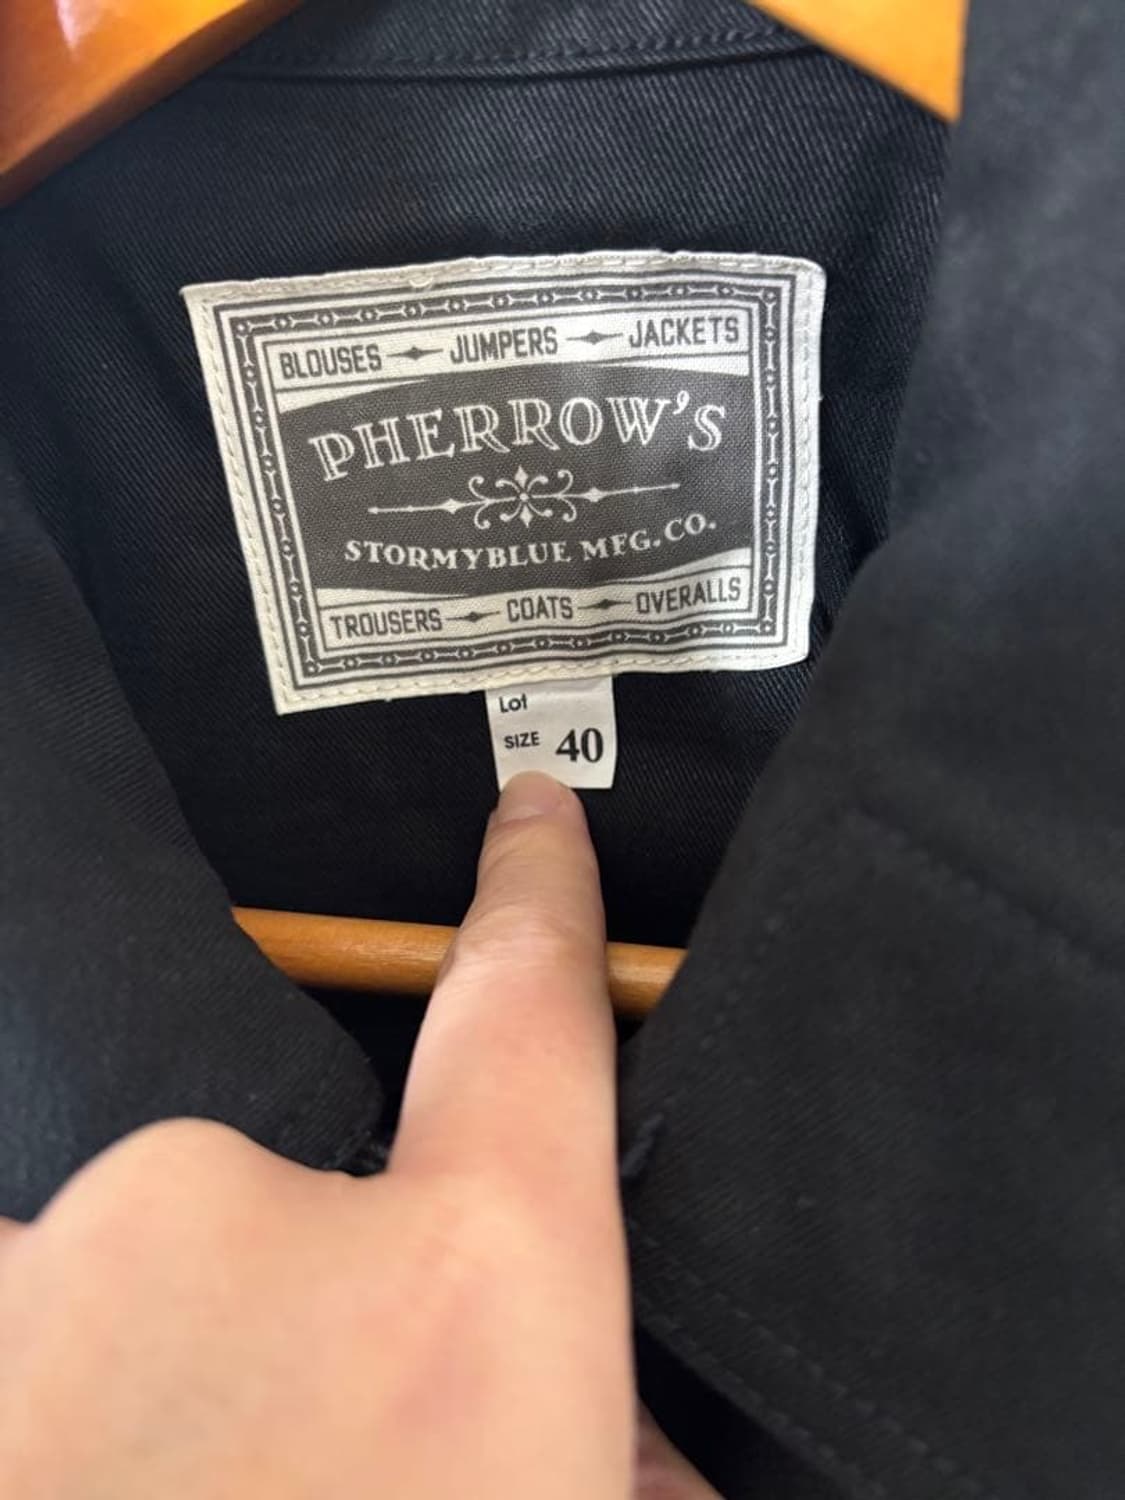 BLOUSES JUMPERS JACKETS
PHERROW'S
STORMYBLUE MFG.CO.
TROUSERS COATS OVERALLS
Lot
SIZE 40